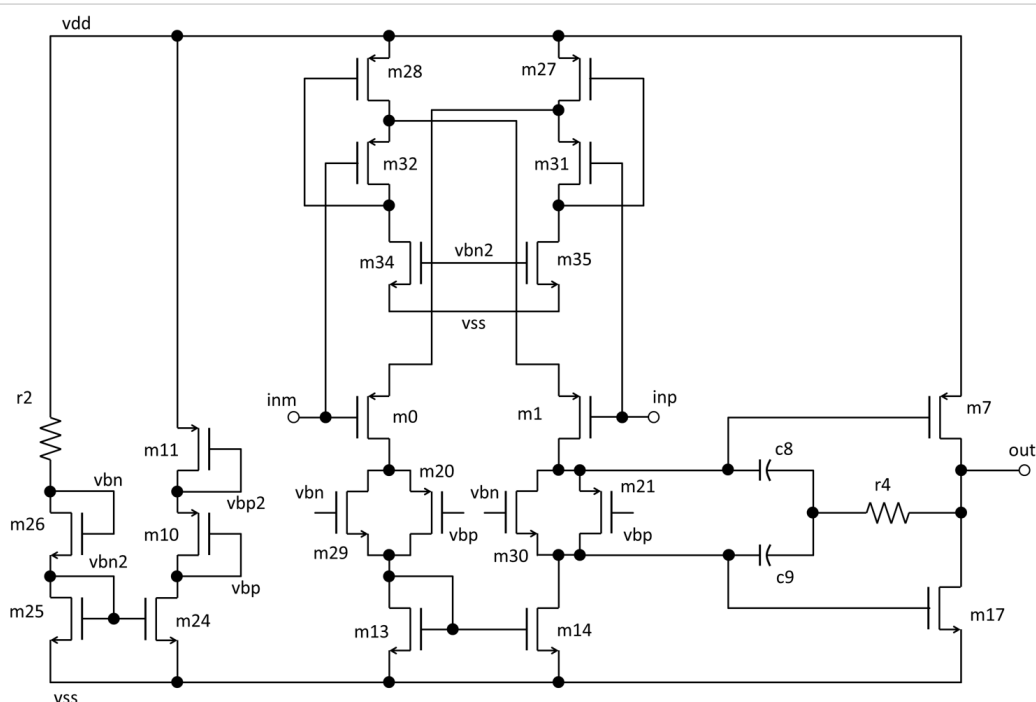 vdd
m28
m27
m32
m31
m34
vbn2
m35
vss
r2
inm
m0
m1
inp
m7
out
m11
vbp2
vbn
m20
vbn
m21
c8
r4
vbn
m26
m10
vbn2
vbp
m29
vbp
m30
vbp
c9
m25
m24
m13
m14
m17
vss